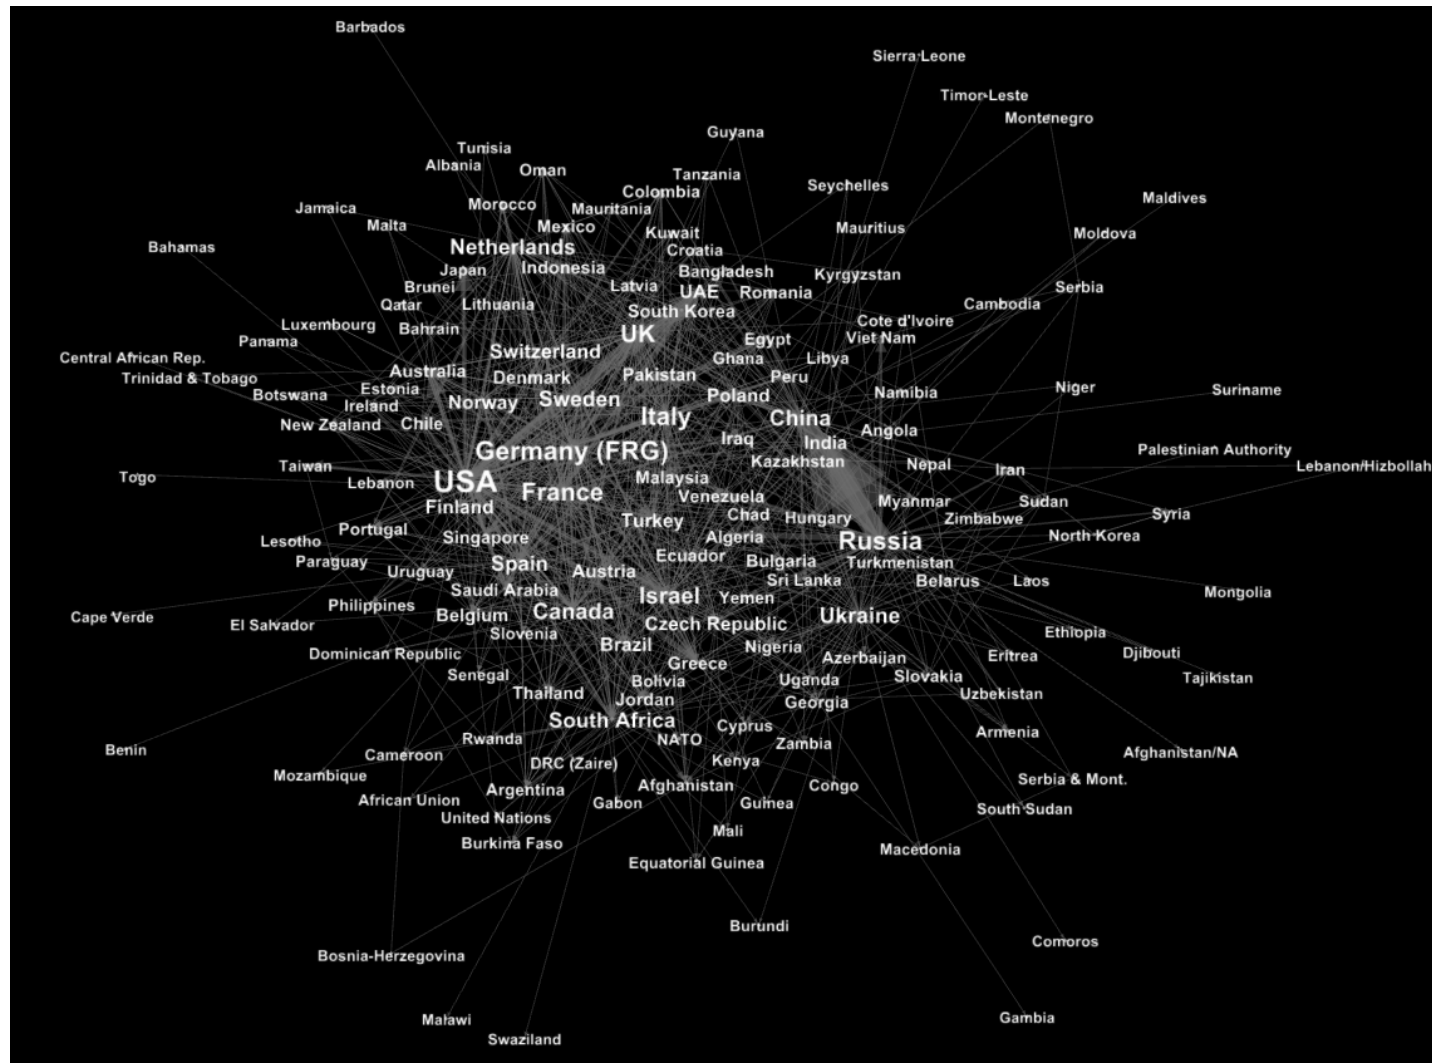 Barbados
Sierra Leone
Timor-Leste
Montenegro
Guyana
Tunisia
Albania
Oman
Tanzania
Colombia
Seychelles
Maldives
Jamaica
Morocco
Mauritania
Malta
Mexico
Kuwait
Mauritius
Moldova
Bahamas
Netherlands
Croatia
Japan
Indonesia
Bangladesh
Kyrgyzstan
Brunei
Latvia
UAE
Romania
Serbia
Qatar
Lithuania
South Korea
Cambodia
Luxembourg
Bahrain
UK
Cote d'Ivoire
Panama
Egypt
Viet Nam
Central African Rep.
Switzerland
Ghana
Libya
Trinidad & Tobago
Australia
Denmark
Pakistan
Peru
Botswana
Estonia
Ireland
Norway
Sweden
Poland
Namibia
Niger
Suriname
New Zealand
Chile
Italy
China
Angola
Germany (FRG)
Iraq
India
Palestinian Authority
Taiwan
Kazakhstan
Nepal
Iran
Lebanon/Hizbollah
Togo
Lebanon
USA
France
Malaysia
Venezuela
Myanmar
Sudan
Finland
Chad
Hungary
Zimbabwe
Syria
Portugal
Turkey
Lesotho
Singapore
Algeria
Russia
North Korea
Paraguay
Uruguay
Spain
Austria
Ecuador
Bulgaria
Turkmenistan
Saudi Arabia
Sri Lanka
Belarus
Laos
Mongolia
Philippines
Israel
Yemen
Cape Verde
El Salvador
Belgium
Canada
Czech Republic
Ukraine
Slovenia
Ethiopia
Dominican Republic
Brazil
Nigeria
Azerbaijan
Eritrea
Djibouti
Senegal
Greece
Bolivia
Uganda
Slovakia
Tajikistan
Thailand
Jordan
Georgia
Uzbekistan
South Africa
Cyprus
Armenia
Benin
Rwanda
NATO
Zambia
Cameroon
DRC (Zaire)
Kenya
Afghanistan/NA
Mozambique
Argentina
Afghanistan
Congo
Serbia & Mont.
African Union
Gabon
Guinea
South Sudan
United Nations
Burkina Faso
Mali
Macedonia
Equatorial Guinea
Burundi
Comoros
Bosnia-Herzegovina
Malawi
Gambia
Swaziland